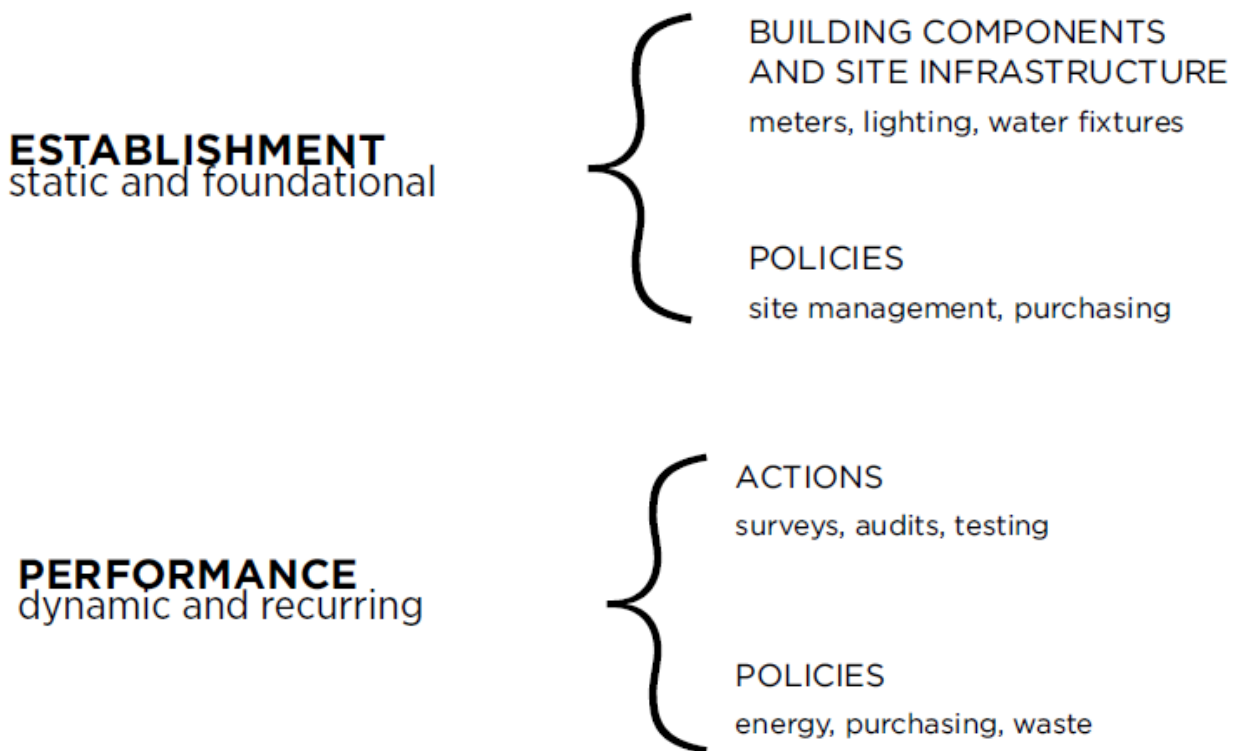 BUILDING COMPONENTS
AND SITE INFRASTRUCTURE
meters, lighting, water fixtures
ESTABLISHMENT
static and foundational
POLICIES
site management, purchasing
ACTIONS
surveys, audits, testing
PERFORMANCE
dynamic and recurring
POLICIES
energy, purchasing, waste